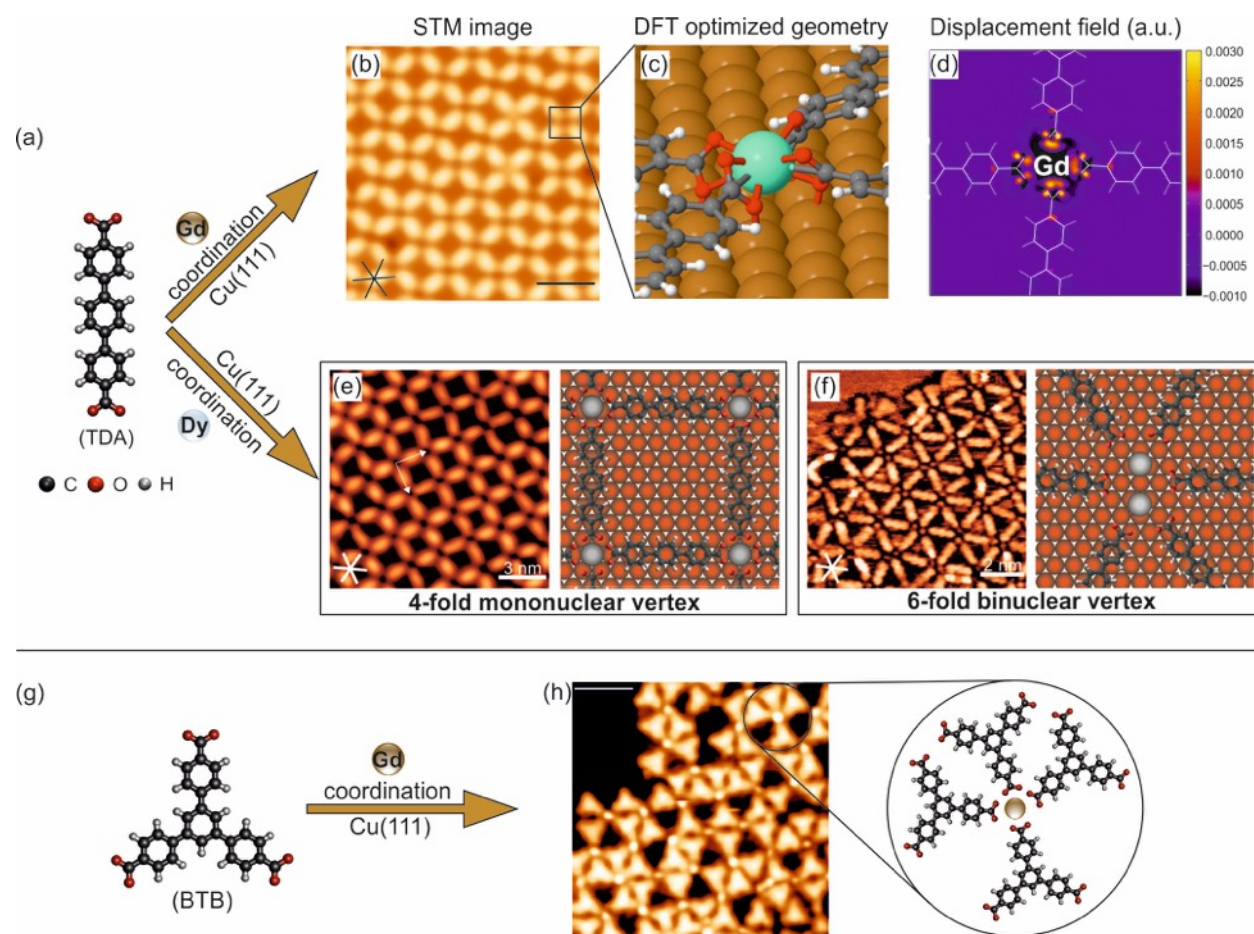 STM image
DFT optimized geometry
Displacement field (a.u.)
(a)
(b)
(c)
(d)
0.0030
0.0025
0.0020
0.0015
0.0010
0.0005
0.0000
-0.0005
-0.0010
Gd
Gd
coordination
Cu(111)
Cu(111)
coordination
Dy
(TDA)
C O H
(e)
3 nm
4-fold mononuclear vertex
(f)
2 nm
6-fold binuclear vertex
(g)
(BTB)
Gd
coordination
Cu(111)
(h)